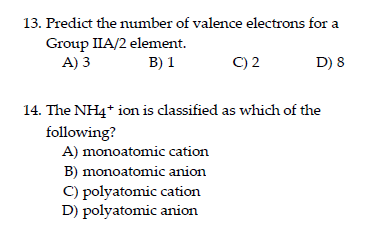 13. Predict the number of valence electrons for a
Group IIA/2 element.
A) 3 B) 1 C) 2 D) 8
14. The NH₄⁺ ion is classified as which of the
following?
A) monoatomic cation
B) monoatomic anion
C) polyatomic cation
D) polyatomic anion